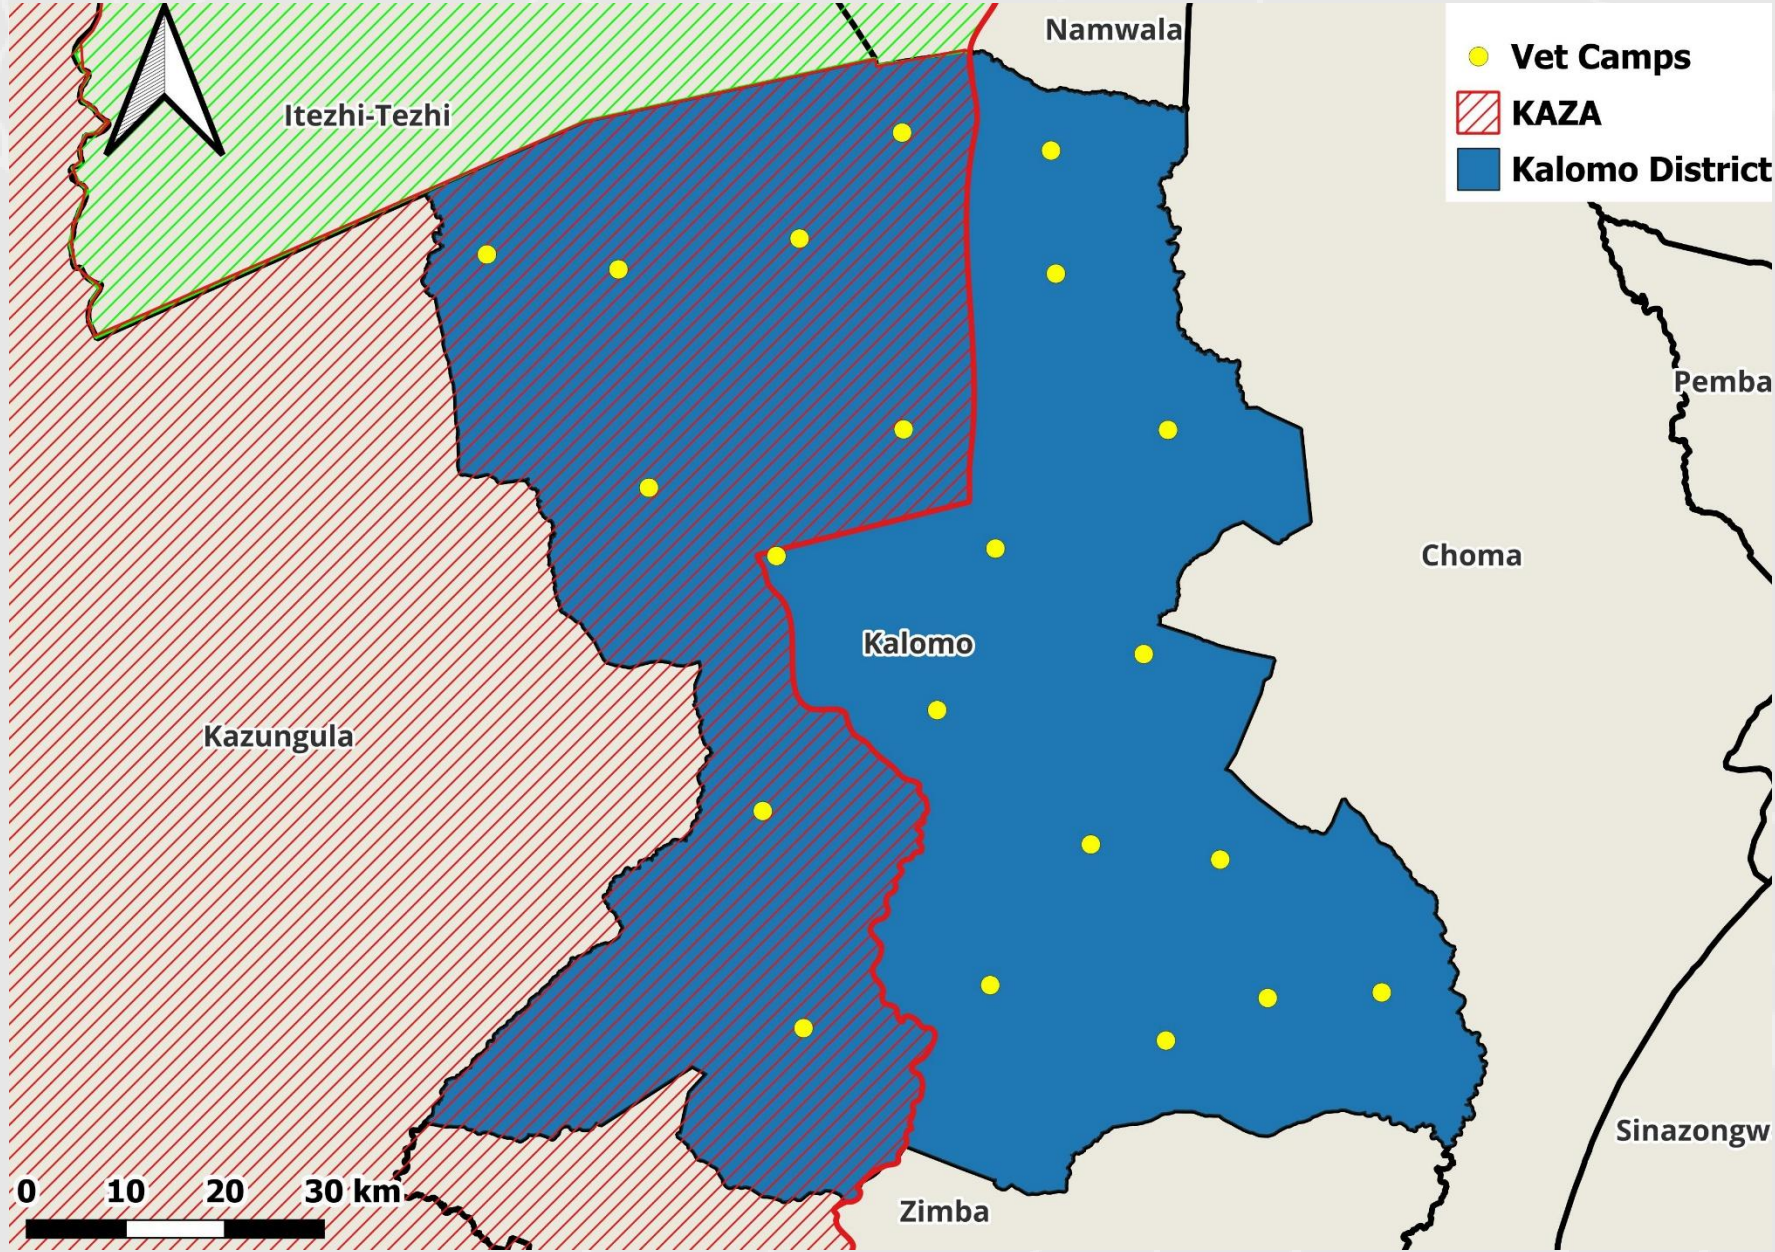 Namwala
Vet Camps
KAZA
Kalomo District
Itezhi-Tezhi
Pemba
Choma
Kalomo
Kazungula
Sinazongw
0 10 20 30 km
Zimba